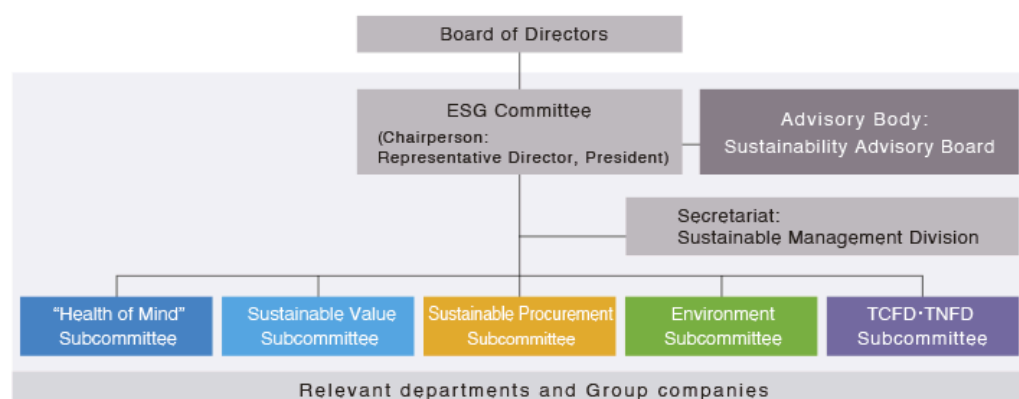 Board of Directors
ESG Committee
(Chairperson:
Representative Director, President)
Advisory Body:
Sustainability Advisory Board
Secretariat:
Sustainable Management Division
“Health of Mind”
Subcommittee
Sustainable Value
Subcommittee
Sustainable Procurement
Subcommittee
Environment
Subcommittee
TCFD･TNFD
Subcommittee
Relevant departments and Group companies